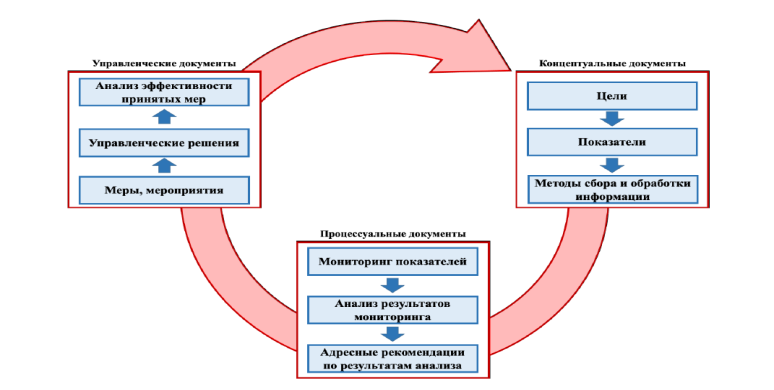 Управленческие документы
Анализ эффективности
принятых мер
Управленческие решения
Меры, мероприятия
Концептуальные документы
Цели
Показатели
Методы сбора и обработки
информации
Процессуальные документы
Мониторинг показателей
Анализ результатов
мониторинга
Адресные рекомендации
по результатам анализа